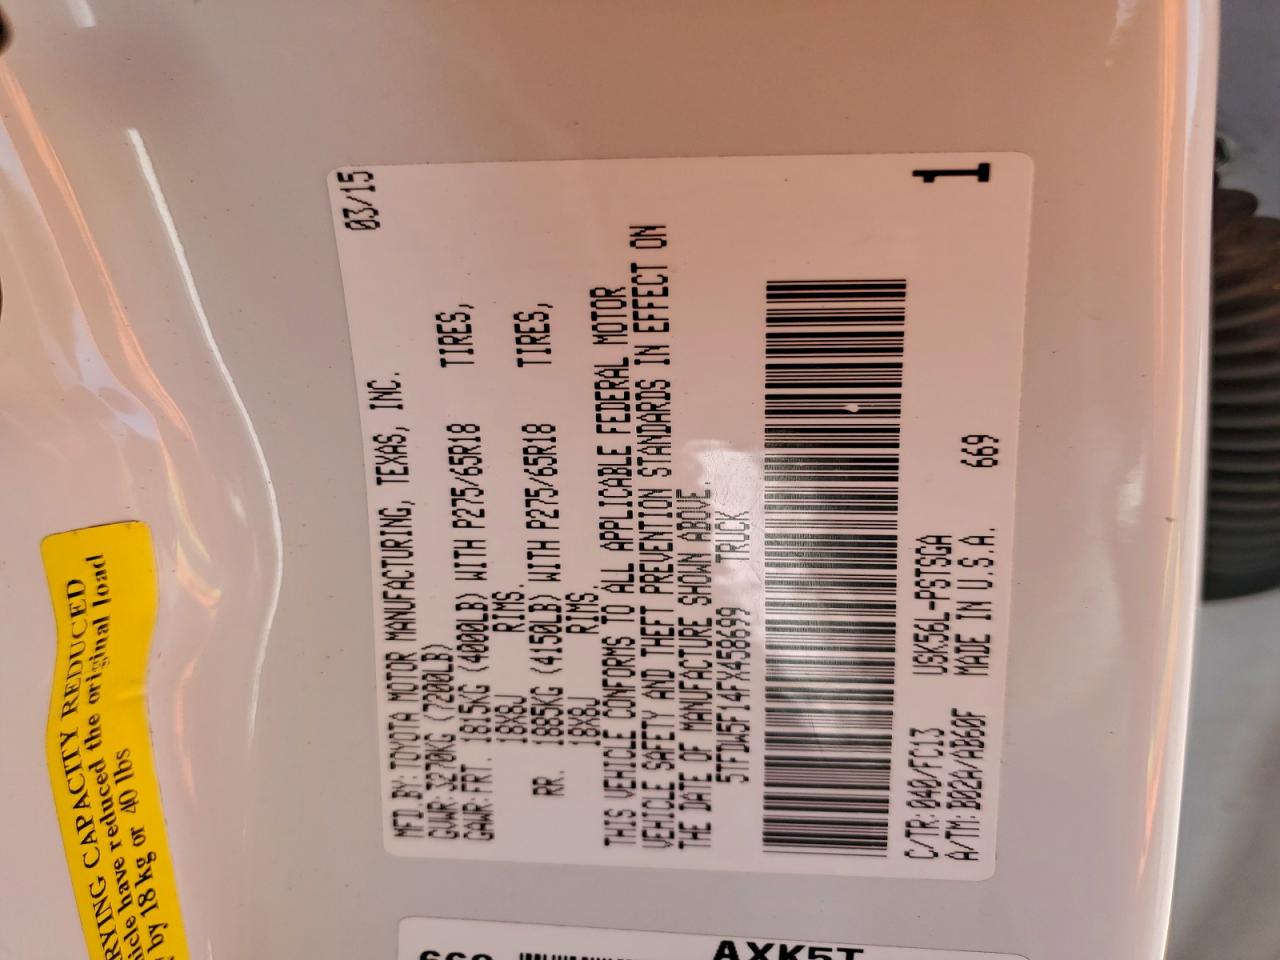 03/15
MFD. BY: TOYOTA MOTOR MANUFACTURING, TEXAS, INC.
GVWR: 3270KG (7200LB)
GAWR: FRT. 1815KG (4000LB) WITH P275/65R18 TIRES,
18X8J RIMS.
RR. 1885KG (4150LB) WITH P275/65R18 TIRES,
18X8J RIMS.
THIS VEHICLE CONFORMS TO ALL APPLICABLE FEDERAL MOTOR
VEHICLE SAFETY AND THEFT PREVENTION STANDARDS IN EFFECT ON
THE DATE OF MANUFACTURE SHOWN ABOVE.
5TFDW5F14FX458699 TRUCK
1
C/TR: 040/FC13 USK56L-PSTSGA
A/TM: B02A/AB60F MADE IN U.S.A. 669
RYING CAPACITY REDUCED
icle have reduced the original load
by 18 kg or 40 lbs
669 AXK5T